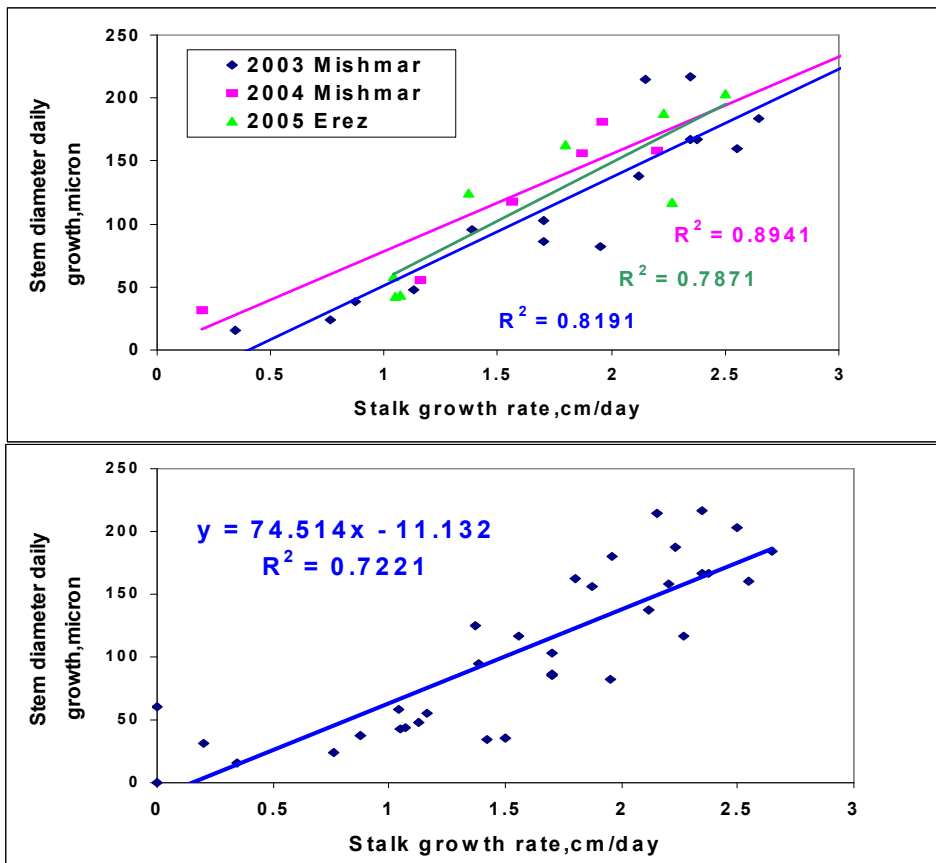 250
200
150
100
50
0
Stem diameter daily
growth,micron
2003 Mishmar
2004 Mishmar
2005 Erez
R² = 0.8941
R² = 0.7871
R² = 0.8191
0 0.5 1 1.5 2 2.5 3
Stalk growth rate,cm/day
250
200
150
100
50
0
Stem diameter daily
growth,micron
y = 74.514x - 11.132
R² = 0.7221
0 0.5 1 1.5 2 2.5 3
Stalk growth rate,cm/day